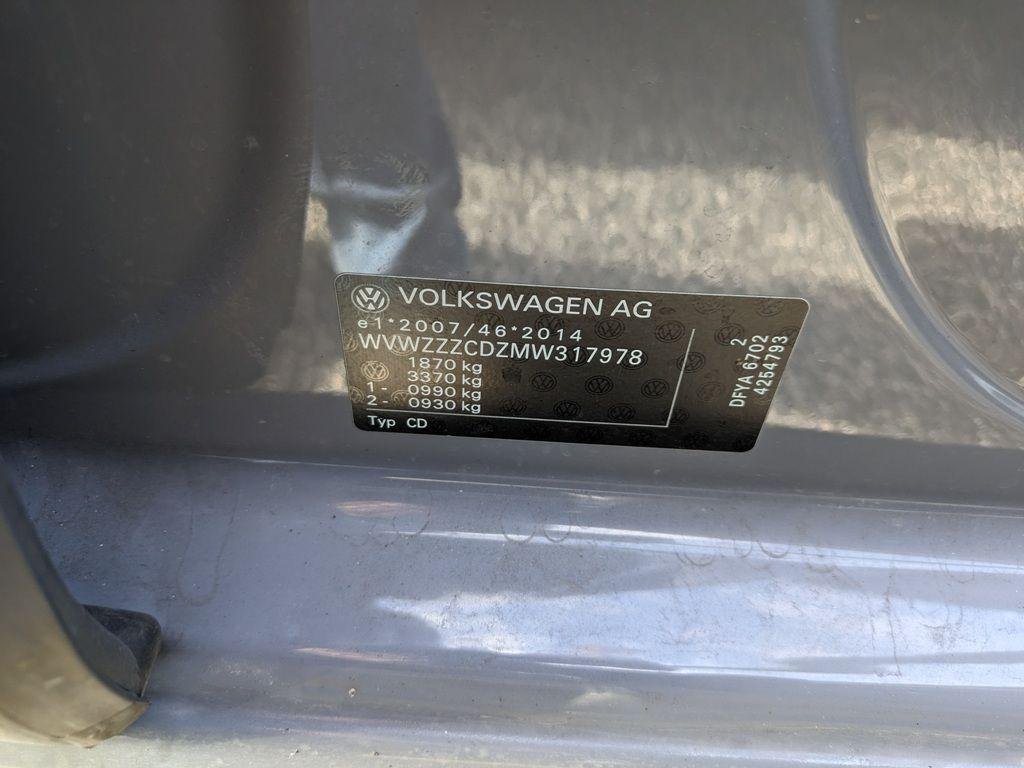 VOLKSWAGEN AG
e1*2007/46*2014
WVWZZZCDZMW317978
1870 kg
3370 kg
1- 0990 kg
2- 0930 kg
Typ CD
2
DFYA 6702
4254793